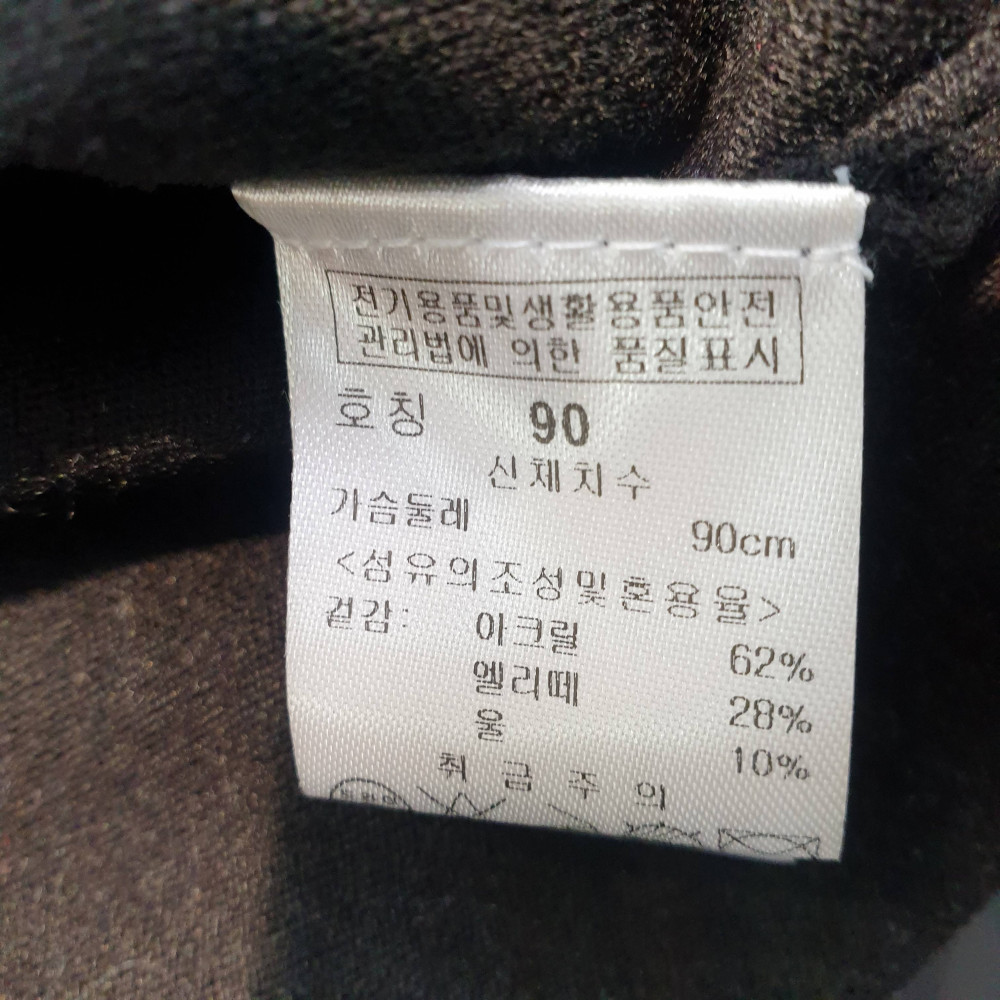 전기용품및생활용품안전
관리법에 의한 품질표시
호칭 90
신체치수
가슴둘레 90cm
<섬유의조성및혼용율>
겉감: 아크릴 62%
엘리떼 28%
울 10%
취급주의